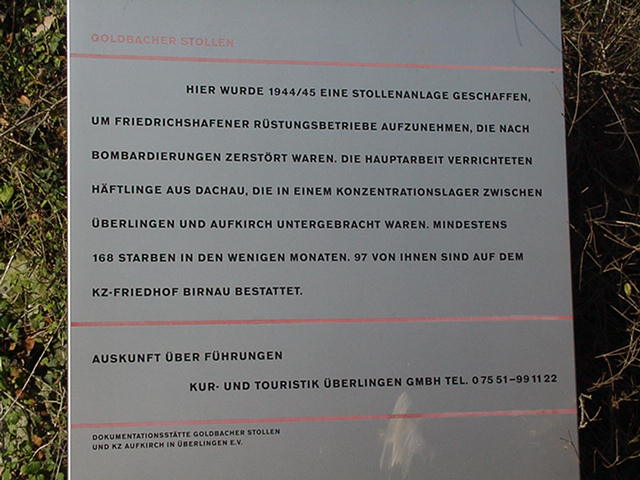 GOLDBACHER STOLLEN
HIER WURDE 1944/45 EINE STOLLENANLAGE GESCHAFFEN,
UM FRIEDRICHSHAFENER RÜSTUNGSBETRIEBE AUFZUNEHMEN, DIE NACH
BOMBARDIERUNGEN ZERSTÖRT WAREN. DIE HAUPTARBEIT VERRICHTETEN
HÄFTLINGE AUS DACHAU, DIE IN EINEM KONZENTRATIONSLAGER ZWISCHEN
ÜBERLINGEN UND AUFKIRCH UNTERGEBRACHT WAREN. MINDESTENS
168 STARBEN IN DEN WENIGEN MONATEN. 97 VON IHNEN SIND AUF DEM
KZ-FRIEDHOF BIRNAU BESTATTET.
AUSKUNFT ÜBER FÜHRUNGEN
KUR- UND TOURISTIK ÜBERLINGEN GMBH TEL. 0 75 51–99 11 22
DOKUMENTATIONSSTÄTTE GOLDBACHER STOLLEN
UND KZ AUFKIRCH IN ÜBERLINGEN E.V.